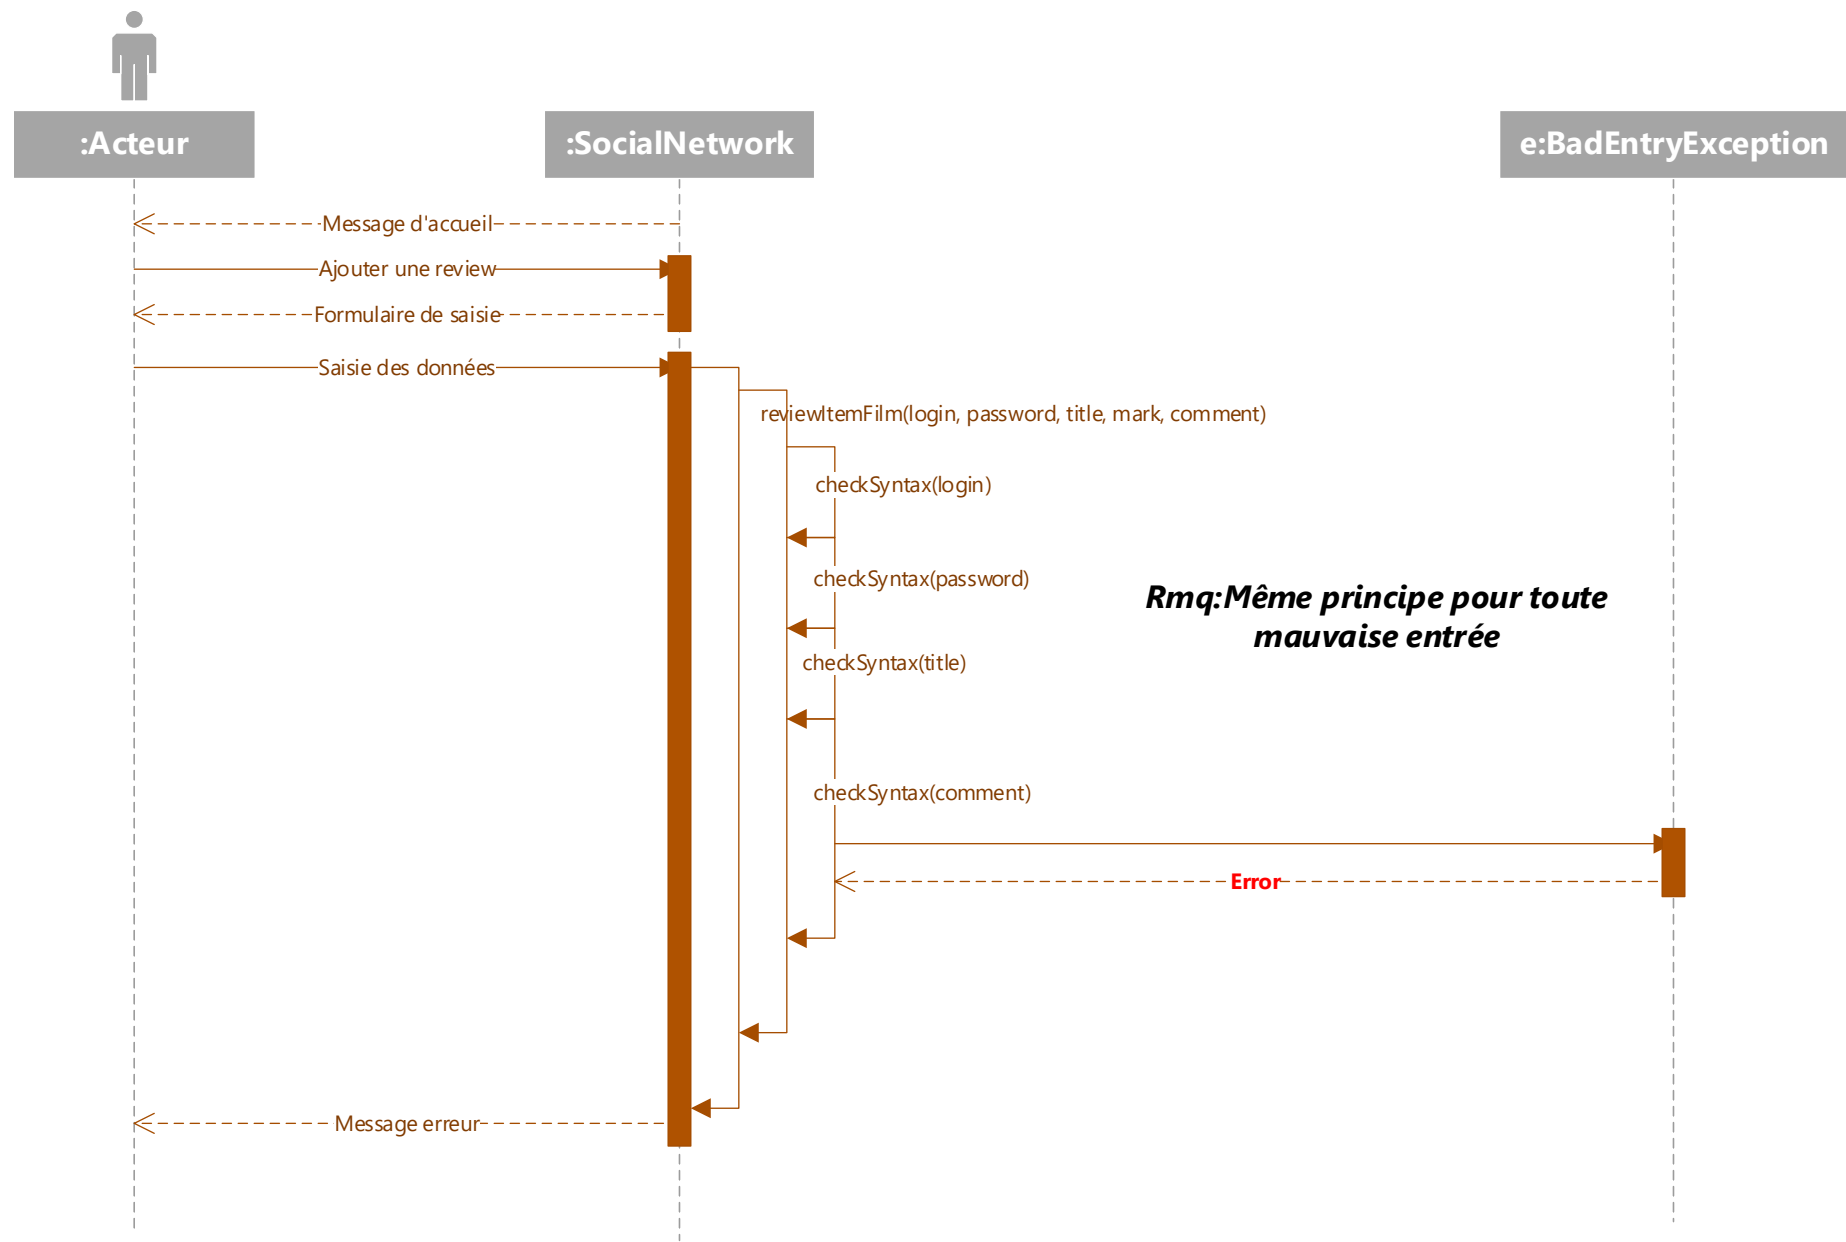 :Acteur
:SocialNetwork
e:BadEntryException
Message d'accueil
Ajouter une review
Formulaire de saisie
Saisie des données
reviewItemFilm(login, password, title, mark, comment)
checkSyntax(login)
checkSyntax(password)
Rmq:Même principe pour toute
mauvaise entrée
checkSyntax(title)
checkSyntax(comment)
Error
Message erreur